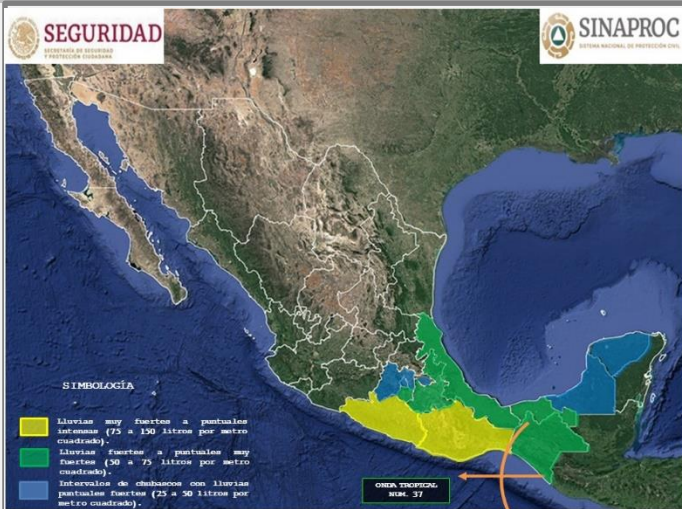 SEGURIDAD
SECRETARÍA DE SEGURIDAD
Y PROTECCIÓN CIUDADANA
SINAPROC
SISTEMA NACIONAL DE PROTECCIÓN CIVIL
SIMBOLOGÍA
Lluvias muy fuertes a puntuales
intensas (75 a 150 litros por metro
cuadrado).
Lluvias fuertes a puntuales muy
fuertes (50 a 75 litros por metro
cuadrado).
Intervalos de chubascos con lluvias
puntuales fuertes (25 a 50 litros por
metro cuadrado).
ONDA TROPICAL
NUM. 37